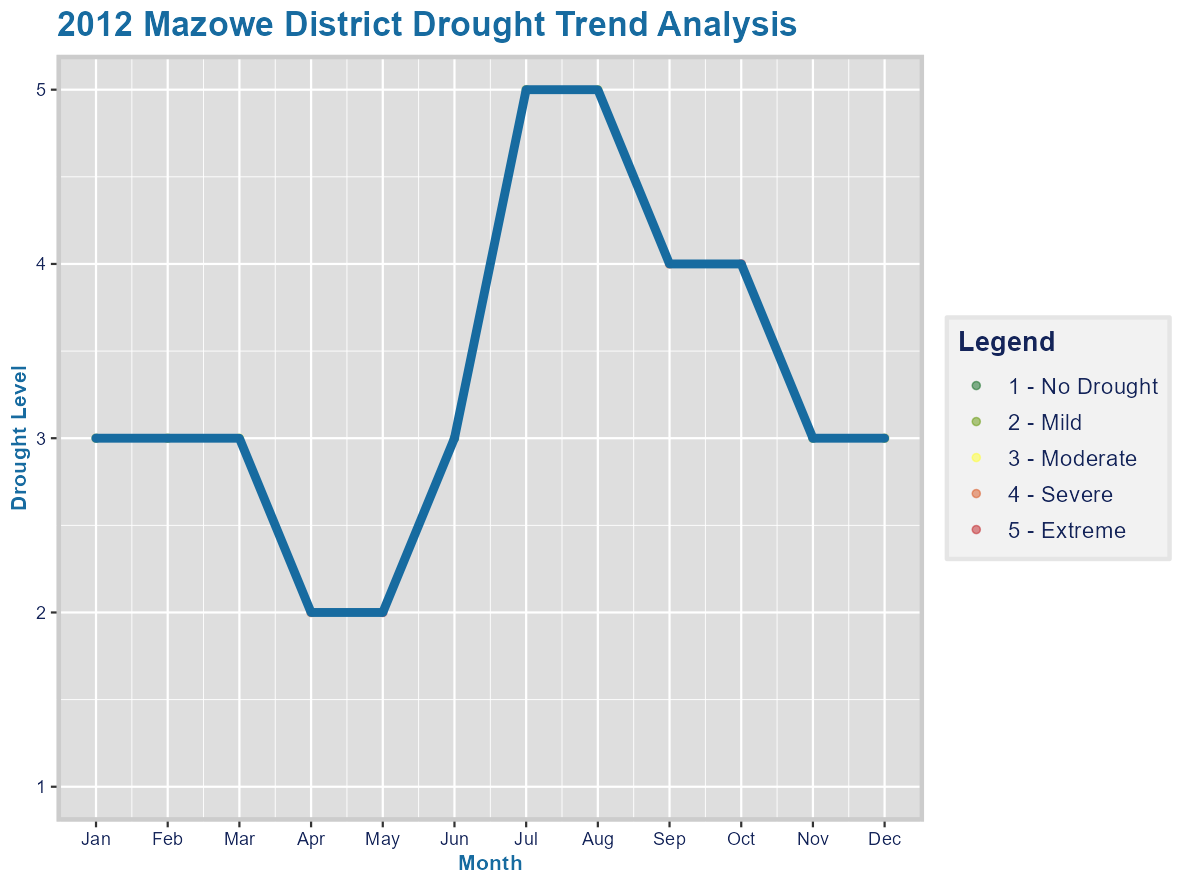 2012 Mazowe District Drought Trend Analysis
5
4
3
2
1
Drought Level
Jan Feb Mar Apr May Jun Jul Aug Sep Oct Nov Dec
Month
Legend
1 - No Drought
2 - Mild
3 - Moderate
4 - Severe
5 - Extreme